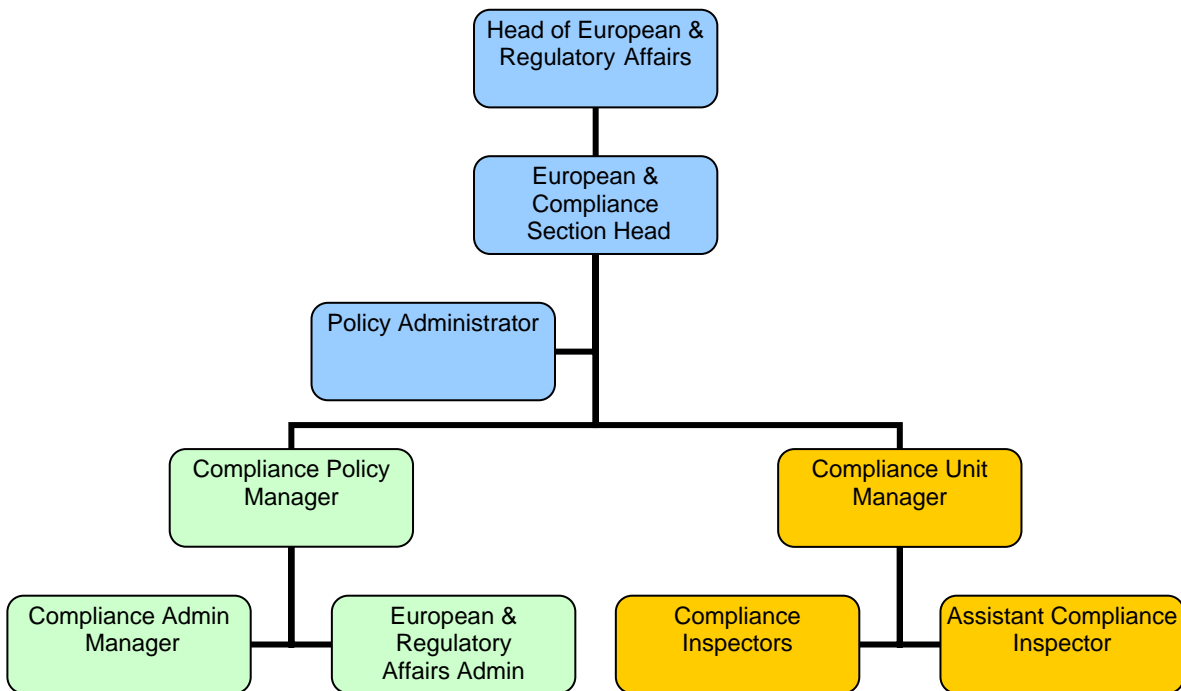 Head of European &
Regulatory Affairs
European &
Compliance
Section Head
Policy Administrator
Compliance Policy
Manager
Compliance Unit
Manager
Compliance Admin
Manager
European &
Regulatory
Affairs Admin
Compliance
Inspectors
Assistant Compliance
Inspector